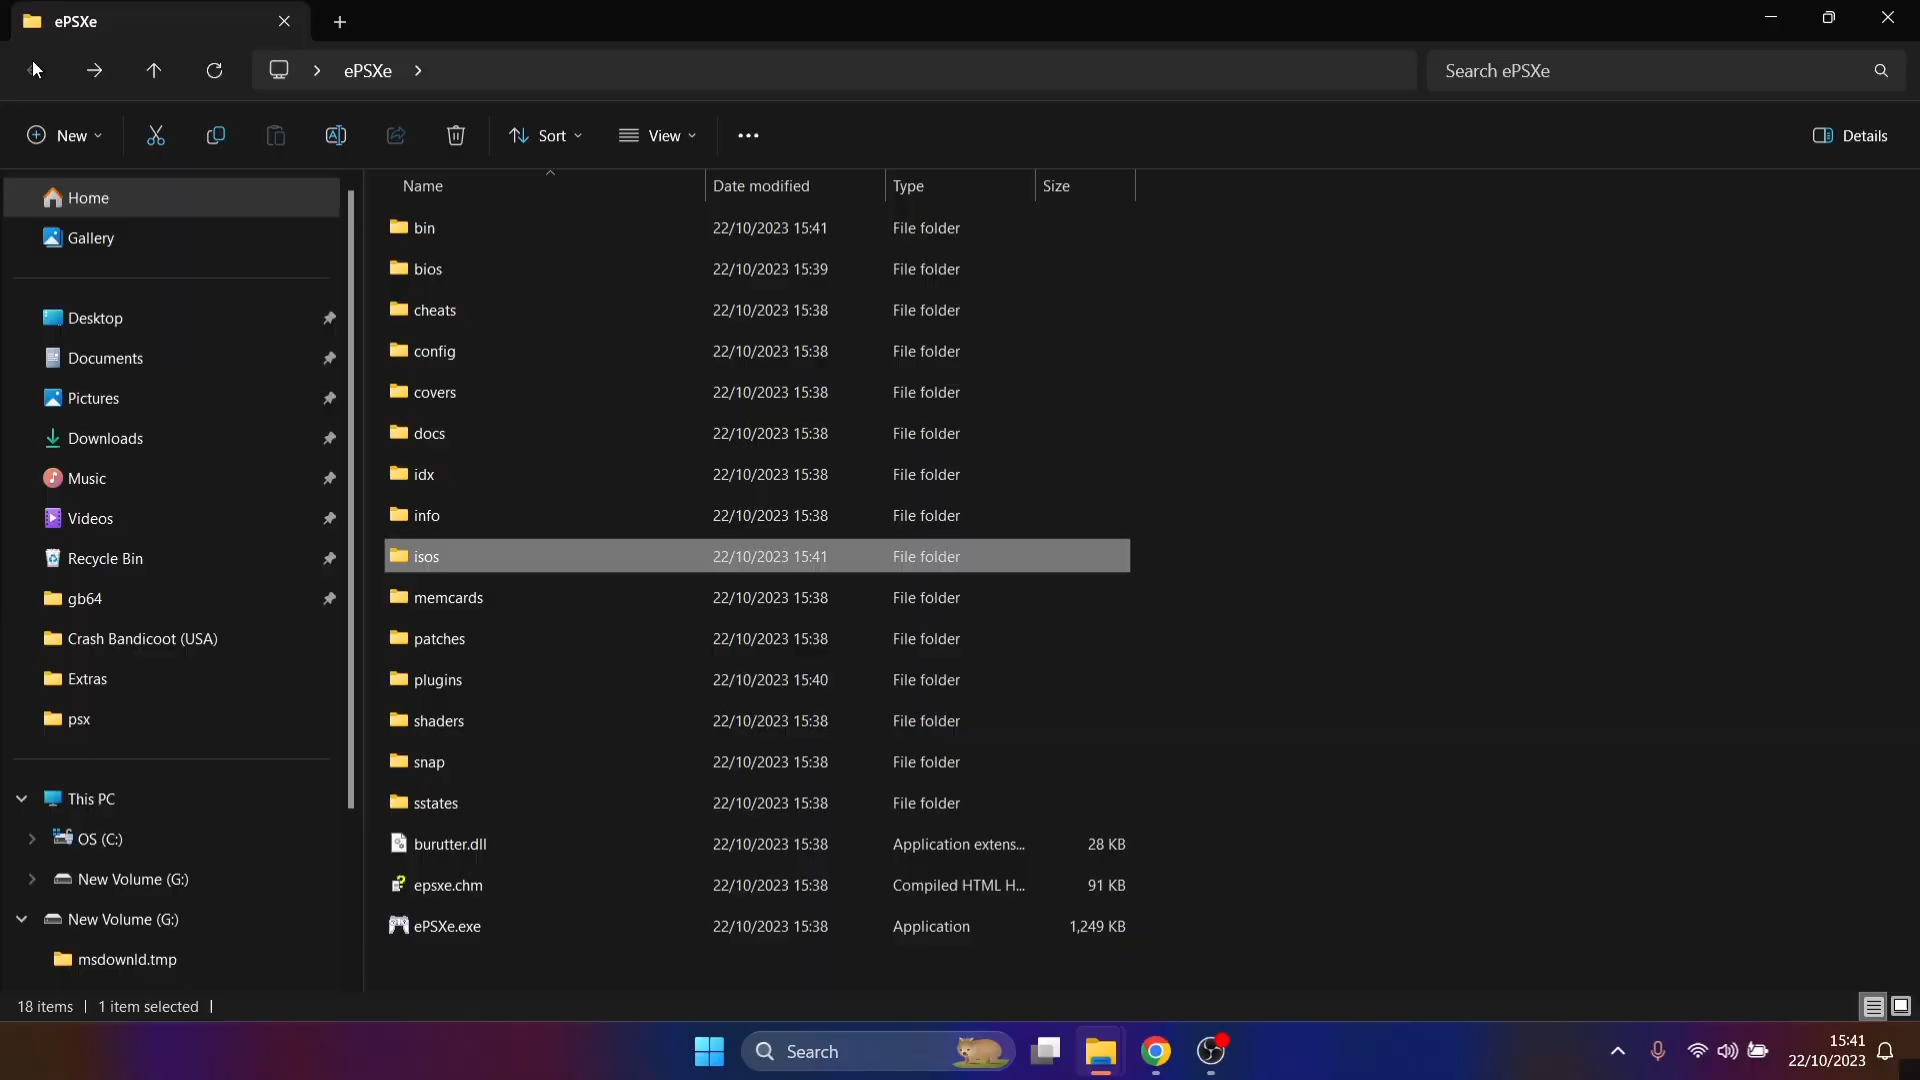 ePSXe
ePSXe
Search ePSXe
New
Sort
View
Details
Home
Gallery
Desktop
Documents
Pictures
Downloads
Music
Videos
Recycle Bin
gb64
Crash Bandicoot (USA)
Extras
psx
This PC
OS (C:)
New Volume (G:)
New Volume (G:)
msdownld.tmp
Name Date modified Type Size
bin 22/10/2023 15:41 File folder
bios 22/10/2023 15:39 File folder
cheats 22/10/2023 15:38 File folder
config 22/10/2023 15:38 File folder
covers 22/10/2023 15:38 File folder
docs 22/10/2023 15:38 File folder
idx 22/10/2023 15:38 File folder
info 22/10/2023 15:38 File folder
isos 22/10/2023 15:41 File folder
memcards 22/10/2023 15:38 File folder
patches 22/10/2023 15:38 File folder
plugins 22/10/2023 15:40 File folder
shaders 22/10/2023 15:38 File folder
snap 22/10/2023 15:38 File folder
sstates 22/10/2023 15:38 File folder
burutter.dll 22/10/2023 15:38 Application extens... 28 KB
epsxe.chm 22/10/2023 15:38 Compiled HTML H... 91 KB
ePSXe.exe 22/10/2023 15:38 Application 1,249 KB
18 items 1 item selected
Search
15:41
22/10/2023